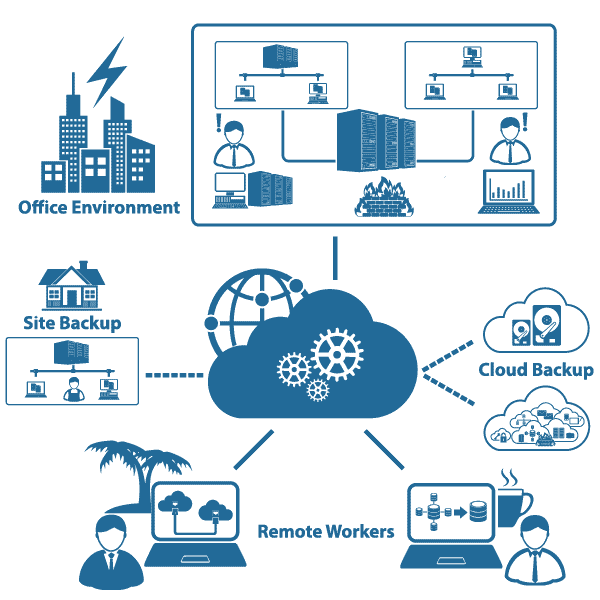 Office Environment
Site Backup
Cloud Backup
Remote Workers